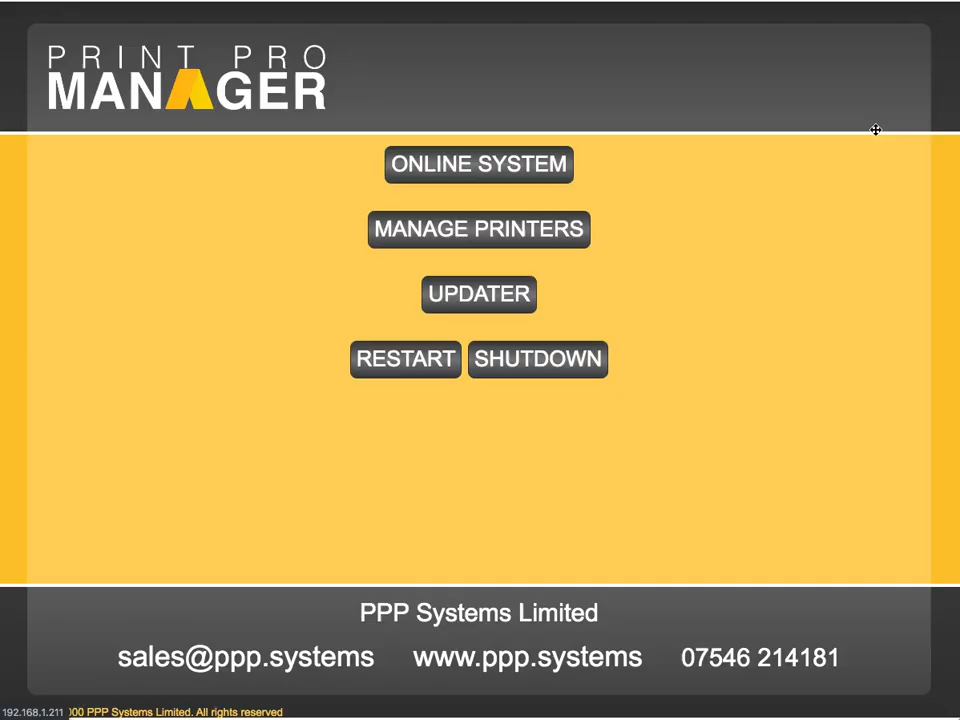 PRINT PRO
MANAGER
ONLINE SYSTEM
MANAGE PRINTERS
UPDATER
RESTART SHUTDOWN
PPP Systems Limited
sales@ppp.systems www.ppp.systems 07546 214181
192.168.1.211 00 PPP Systems Limited. All rights reserved